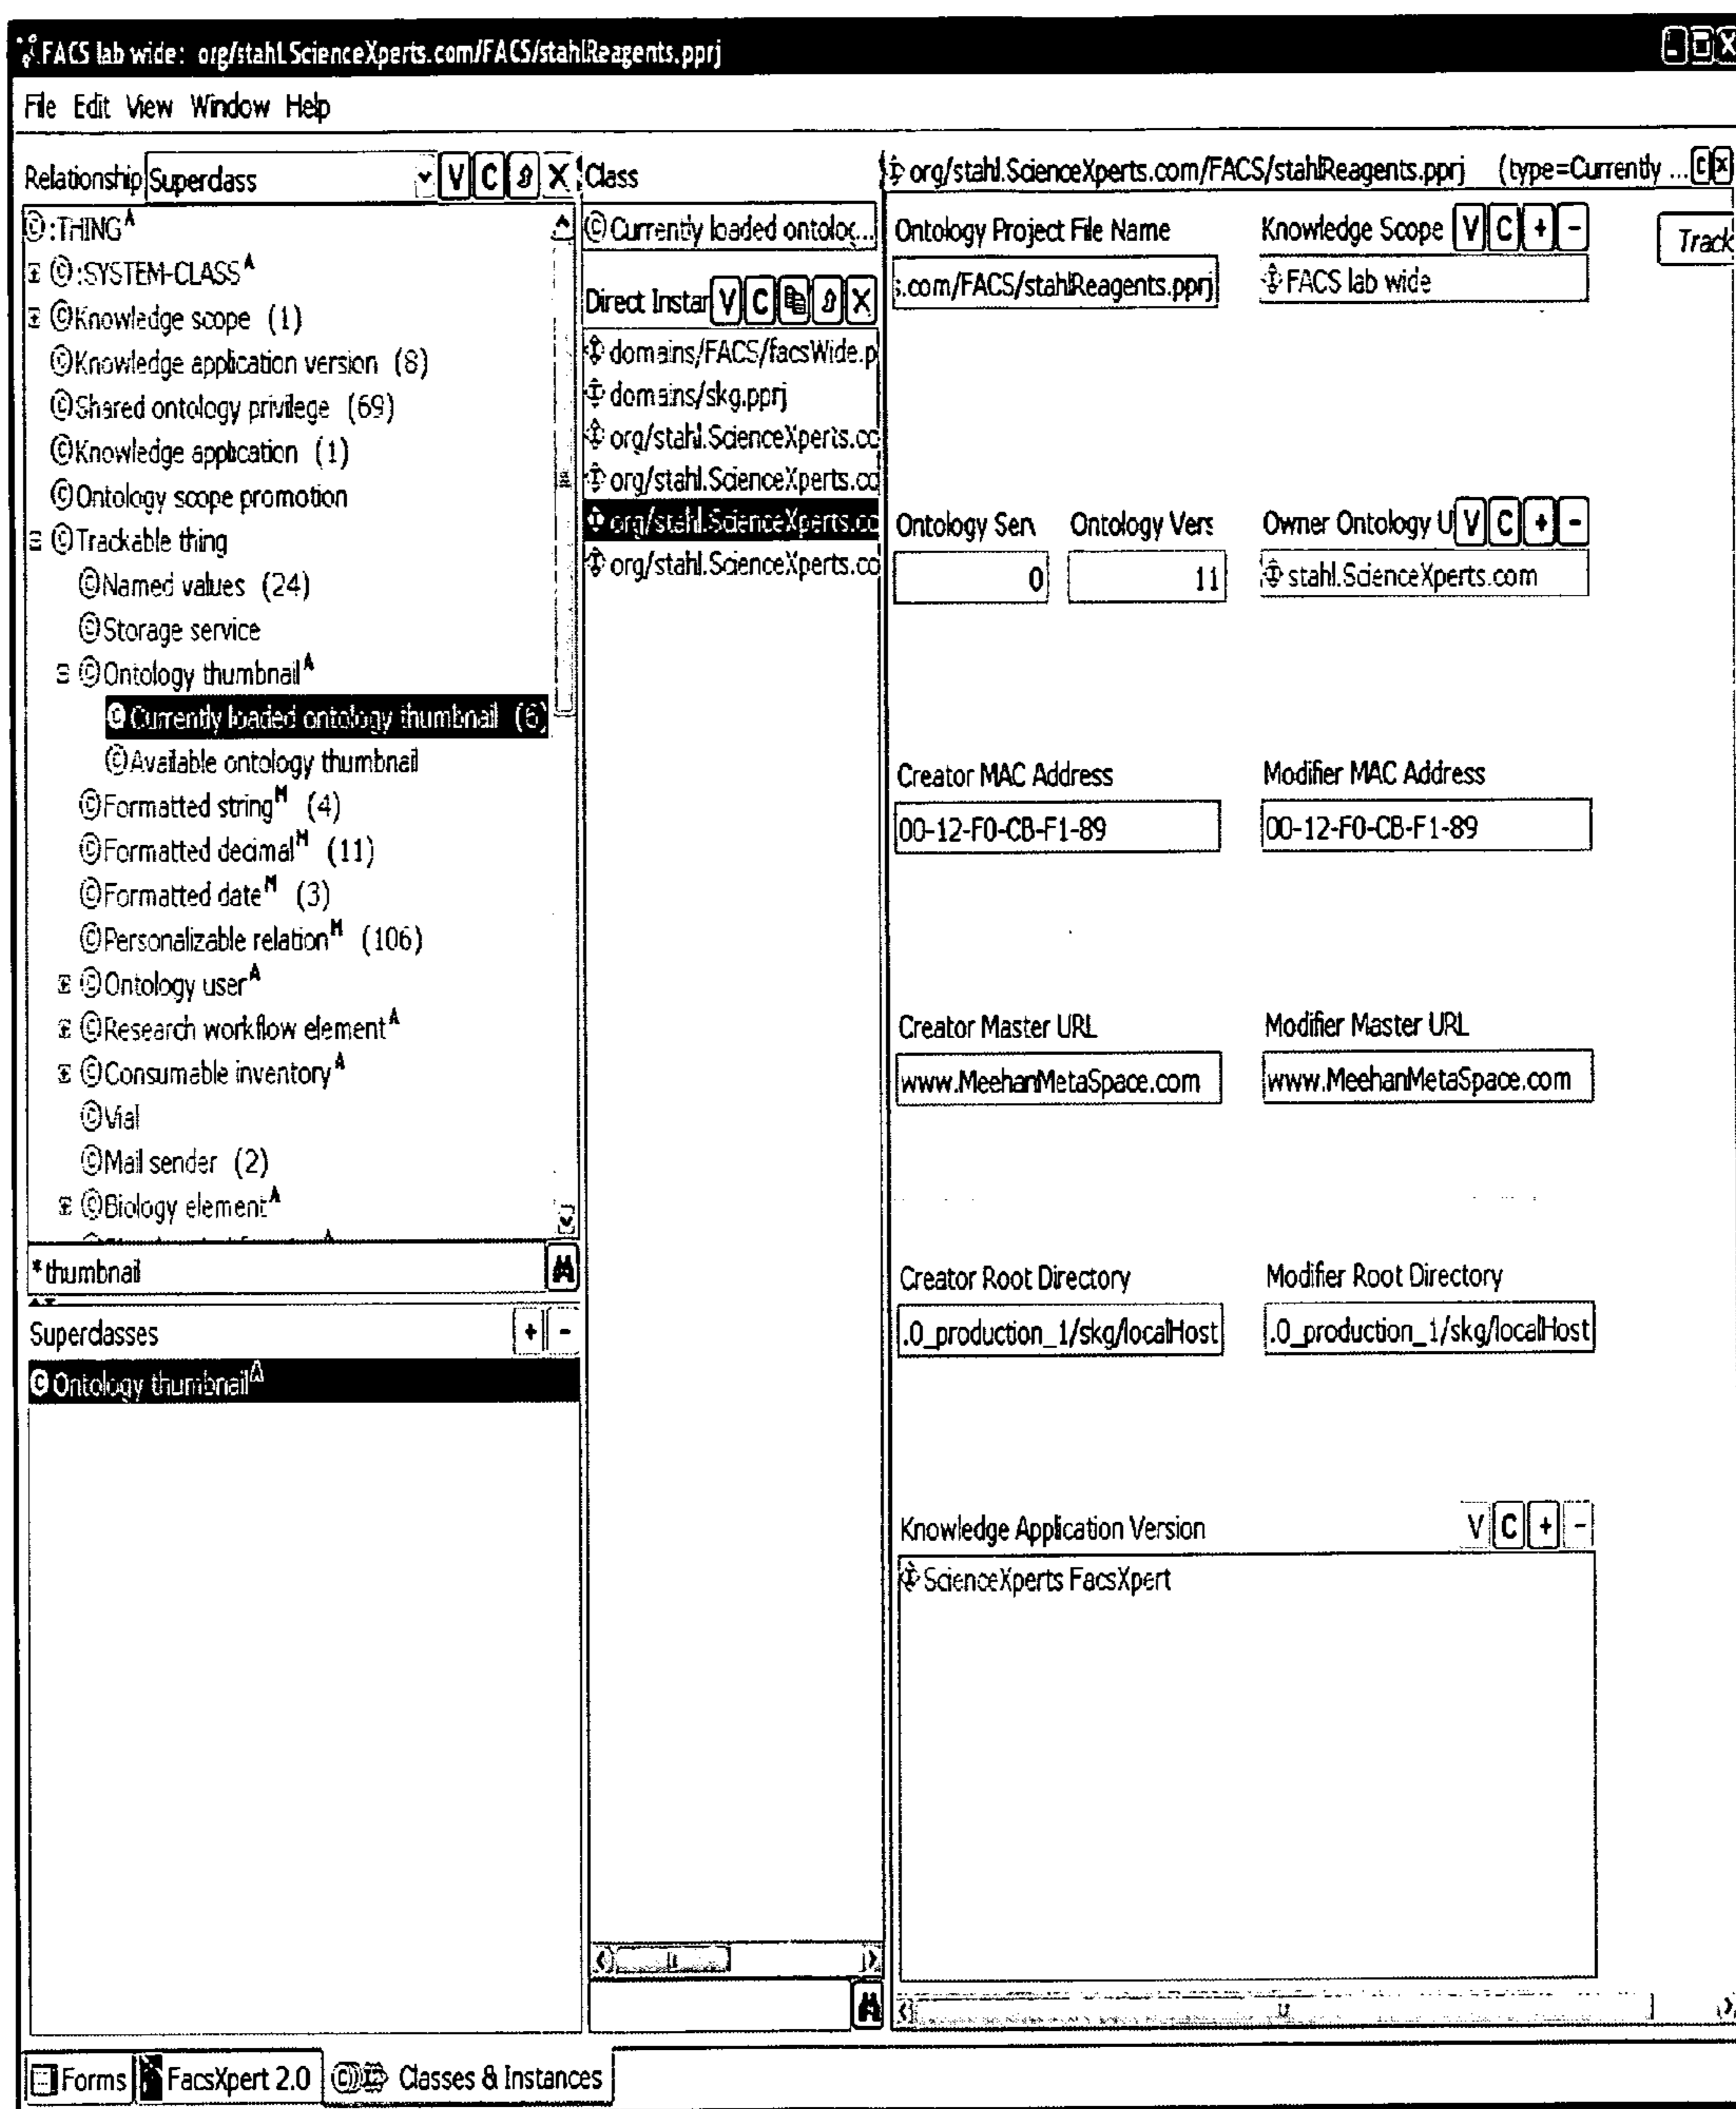 FACS lab wide: org/stahl.ScienceXperts.com/FACS/stahlReagents.pprj
File Edit View Window Help
Relationship Superclass V C X
:THING A
:SYSTEM-CLASS A
Knowledge scope (1)
Knowledge application version (8)
Shared ontology privilege (69)
Knowledge application (1)
Ontology scope promotion
Trackable thing
Named values (24)
Storage service
Ontology thumbnail A
Currently loaded ontology thumbnail (6)
Available ontology thumbnail
Formatted string M (4)
Formatted decimal M (11)
Formatted date M (3)
Personalizable relation M (106)
Ontology user A
Research workflow element A
Consumable inventory A
Vial
Mail sender (2)
Biology element A
*thumbnail
Superclasses + -
Ontology thumbnail A
Class
Currently loaded ontoloc...
Direct Instar V C X
domains/FACS/facsWide.p
domains/skg.pprj
org/stahl.ScienceXperts.cc
org/stahl.ScienceXperts.cc
org/stahl.ScienceXperts.cc
org/stahl.ScienceXperts.cc
org/stahl.ScienceXperts.com/FACS/stahlReagents.pprj (type=Currently ... C X
Ontology Project File Name
s.com/FACS/stahlReagents.pprj
Knowledge Scope V C + -
FACS lab wide
Track
Ontology Serv
0
Ontology Vers
11
Owner Ontology U V C + -
stahl.ScienceXperts.com
Creator MAC Address
00-12-F0-CB-F1-89
Modifier MAC Address
00-12-F0-CB-F1-89
Creator Master URL
www.MeehanMetaSpace.com
Modifier Master URL
www.MeehanMetaSpace.com
Creator Root Directory
.0_production_1/skg/localHost
Modifier Root Directory
.0_production_1/skg/localHost
Knowledge Application Version V C + -
ScienceXperts FacsXpert
Forms FacsXpert 2.0 Classes & Instances